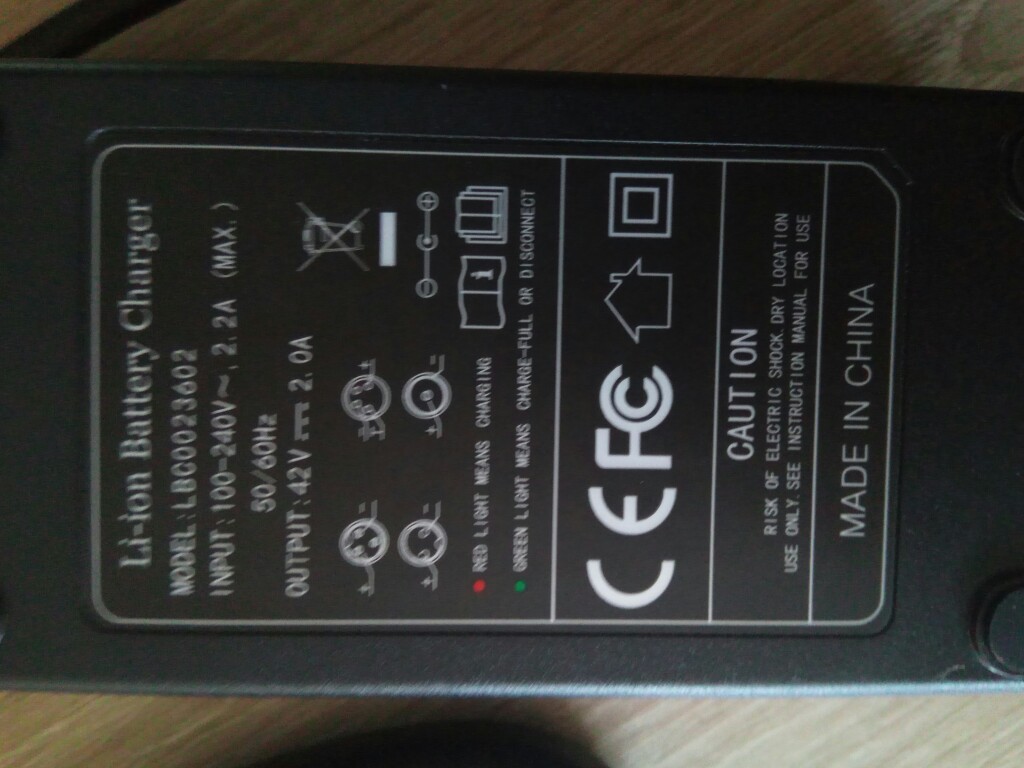 Li-ion Battery Charger
MODEL:LBC0023602
INPUT:100-240V~,2.2A (MAX.)
50/60Hz
OUTPUT:42V⎓2.0A
RED LIGHT MEANS CHARGING
GREEN LIGHT MEANS CHARGE-FULL OR DISCONNECT
CE FC
CAUTION
RISK OF ELECTRIC SHOCK.DRY LOCATION
USE ONLY.SEE INSTRUCTION MANUAL FOR USE
MADE IN CHINA